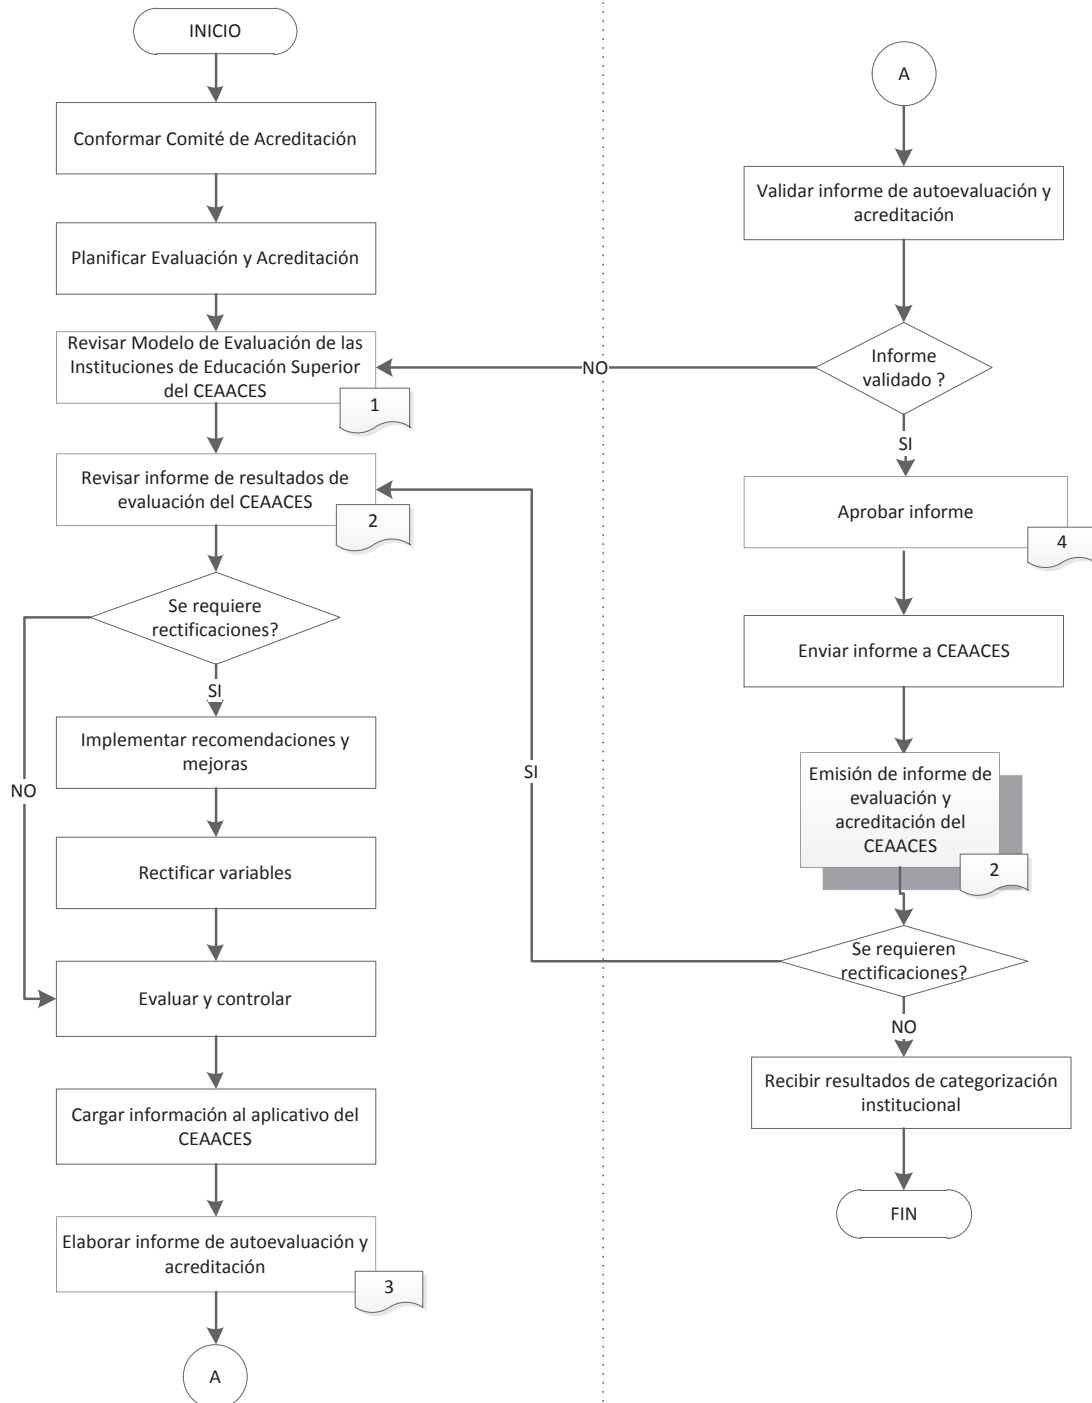 INICIO
Conformar Comité de Acreditación
Planificar Evaluación y Acreditación
Revisar Modelo de Evaluación de las
Instituciones de Educación Superior
del CEAACES
1
Revisar informe de resultados de
evaluación del CEAACES
2
Se requiere
rectificaciones?
SI
NO
Implementar recomendaciones y
mejoras
Rectificar variables
Evaluar y controlar
Cargar información al aplicativo del
CEAACES
Elaborar informe de autoevaluación y
acreditación
3
A
A
Validar informe de autoevaluación y
acreditación
Informe
validado ?
NO
SI
Aprobar informe
4
Enviar informe a CEAACES
Emisión de informe de
evaluación y
acreditación del
CEAACES
2
Se requieren
rectificaciones?
SI
NO
Recibir resultados de categorización
institucional
FIN